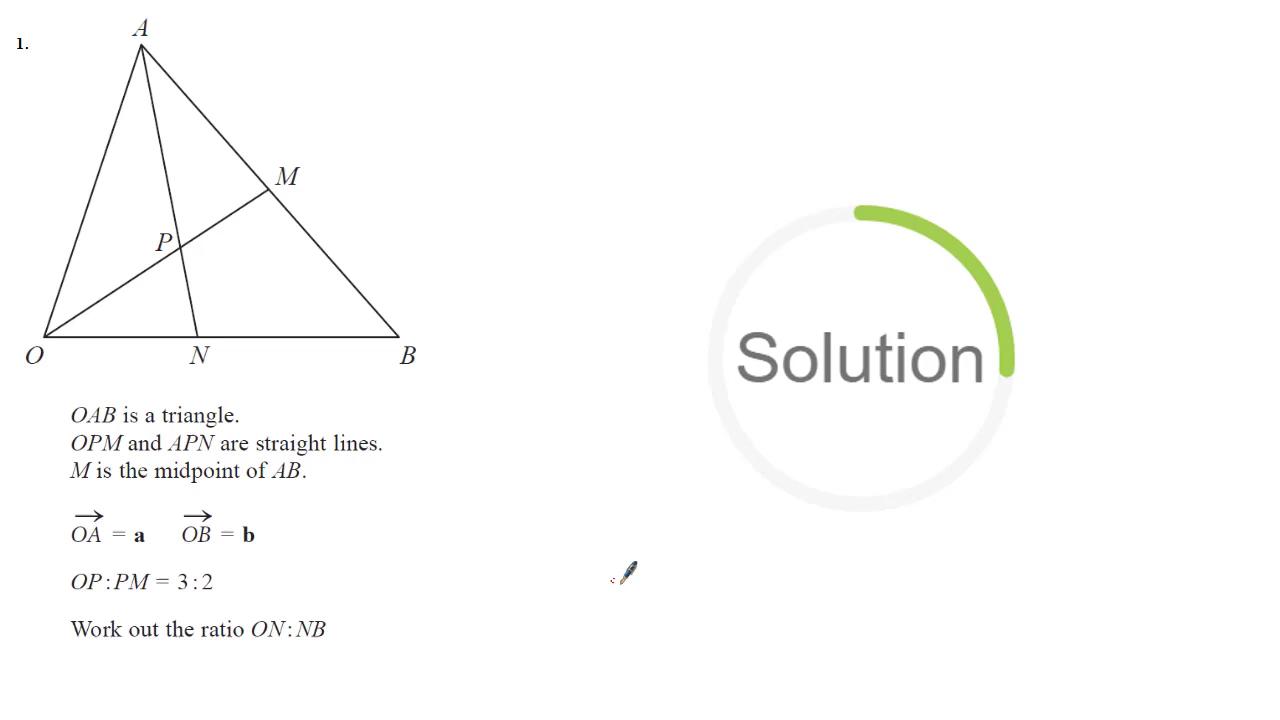 1.
A
M
P
O
N
B
OAB is a triangle.
OPM and APN are straight lines.
M is the midpoint of AB.
OA = a OB = b
OP : PM = 3 : 2
Work out the ratio ON : NB
Solution